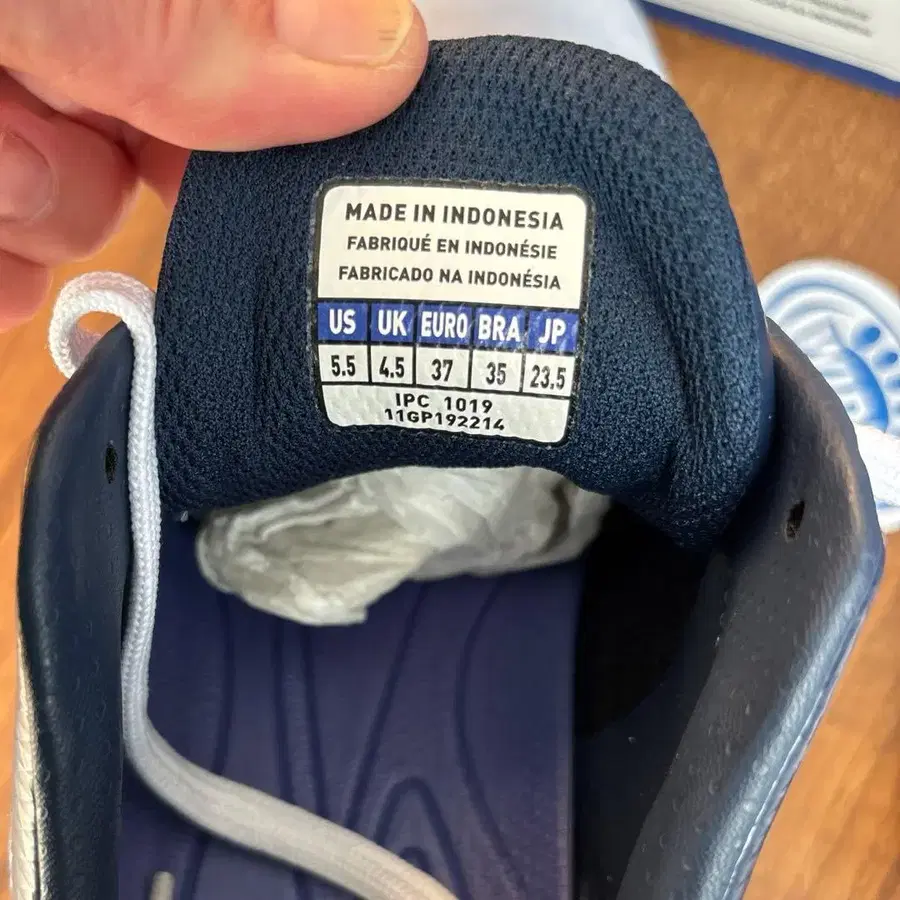 MADE IN INDONESIA
FABRIQUÉ EN INDONÉSIE
FABRICADO NA INDONÉSIA
US UK EURO BRA JP
5.5 4.5 37 35 23.5
IPC 1019
11GP192214